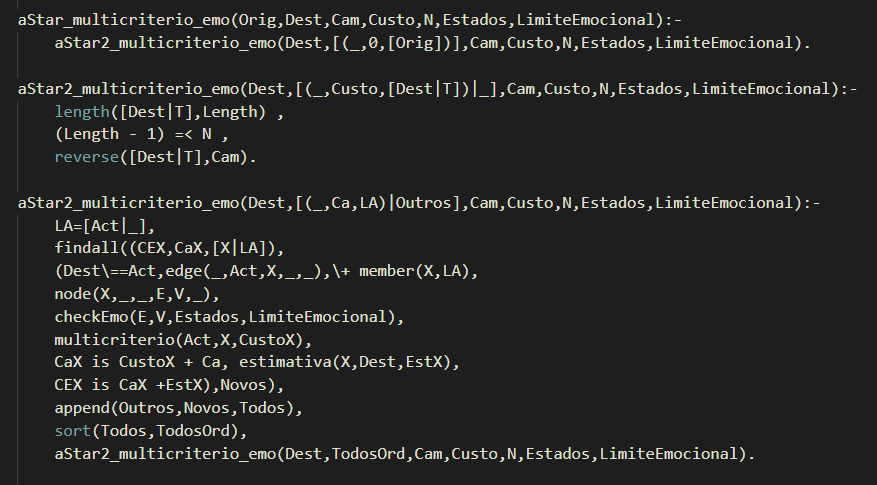 aStar_multicriterio_emo(Orig,Dest,Cam,Custo,N,Estados,LimiteEmocional):-
aStar2_multicriterio_emo(Dest,[(_,0,[Orig])],Cam,Custo,N,Estados,LimiteEmocional).
aStar2_multicriterio_emo(Dest,[(_,Custo,[Dest|T])|_],Cam,Custo,N,Estados,LimiteEmocional):-
length([Dest|T],Length) ,
(Length - 1) =< N ,
reverse([Dest|T],Cam).
aStar2_multicriterio_emo(Dest,[(_,Ca,LA)|Outros],Cam,Custo,N,Estados,LimiteEmocional):-
LA=[Act|_],
findall((CEX,CaX,[X|LA]),
(Dest\==Act,edge(_,Act,X,_,_),\+ member(X,LA),
node(X,_,_,E,V,_),
checkEmo(E,V,Estados,LimiteEmocional),
multicriterio(Act,X,CustoX),
CaX is CustoX + Ca, estimativa(X,Dest,EstX),
CEX is CaX +EstX),Novos),
append(Outros,Novos,Todos),
sort(Todos,TodosOrd),
aStar2_multicriterio_emo(Dest,TodosOrd,Cam,Custo,N,Estados,LimiteEmocional).